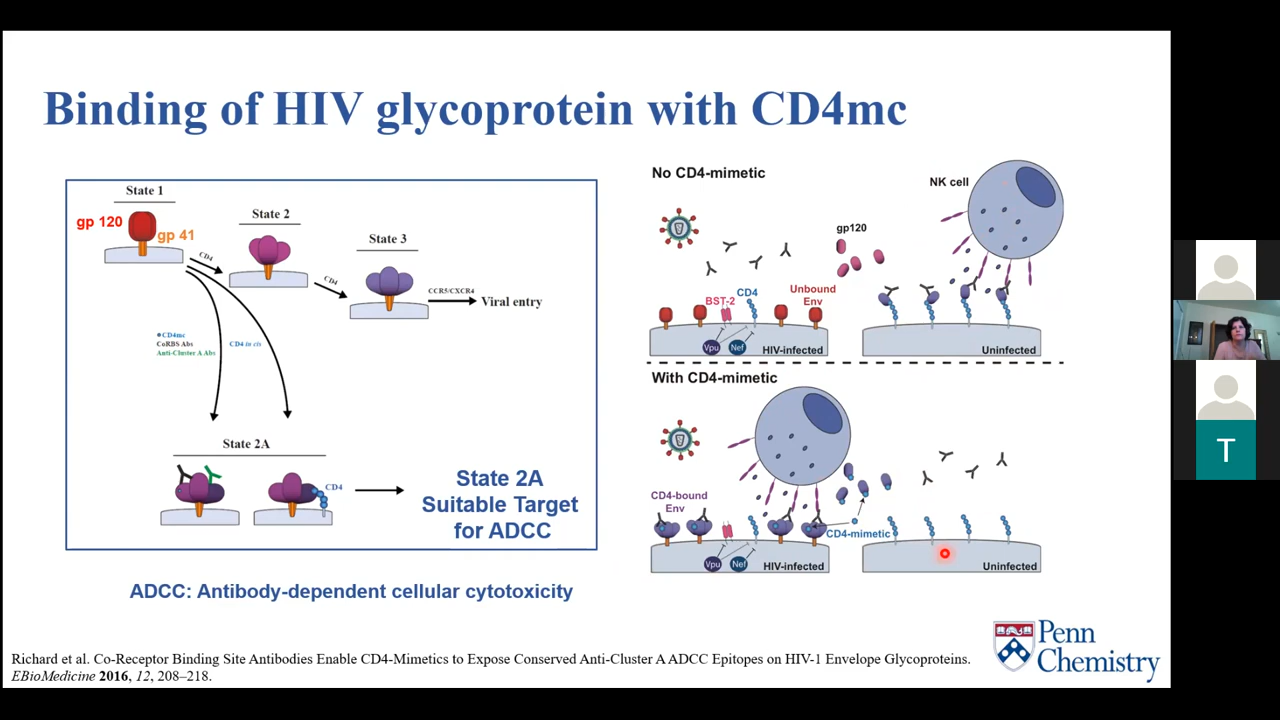 Binding of HIV glycoprotein with CD4mc
State 1
gp 120
gp 41
CD4
State 2
CD4
State 3
CCR5/CXCR4
Viral entry
CD4mc
CoRBS Abs
Anti-Cluster A Abs
CD4 in cis
State 2A
CD4
State 2A
Suitable Target
for ADCC
ADCC: Antibody-dependent cellular cytotoxicity
No CD4-mimetic
NK cell
gp120
BST-2
CD4
Unbound
Env
Vpu
Nef
HIV-infected
Uninfected
With CD4-mimetic
CD4-bound
Env
CD4-mimetic
Vpu
Nef
HIV-infected
Uninfected
Richard et al. Co-Receptor Binding Site Antibodies Enable CD4-Mimetics to Expose Conserved Anti-Cluster A ADCC Epitopes on HIV-1 Envelope Glycoproteins.
EBioMedicine 2016, 12, 208–218.
Penn
Chemistry
T